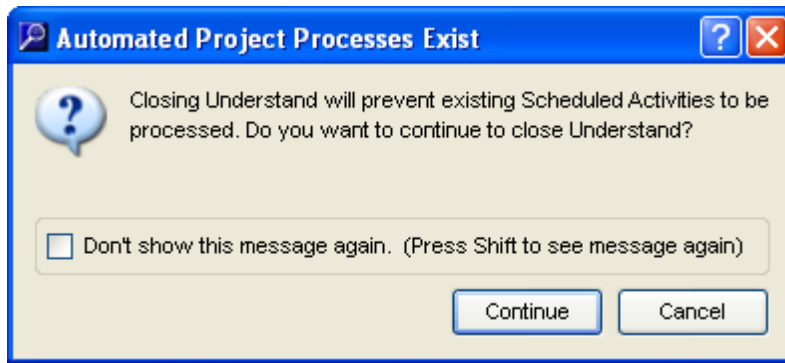 Automated Project Processes Exist
Closing Understand will prevent existing Scheduled Activities to be
processed. Do you want to continue to close Understand?
Don't show this message again. (Press Shift to see message again)
Continue Cancel